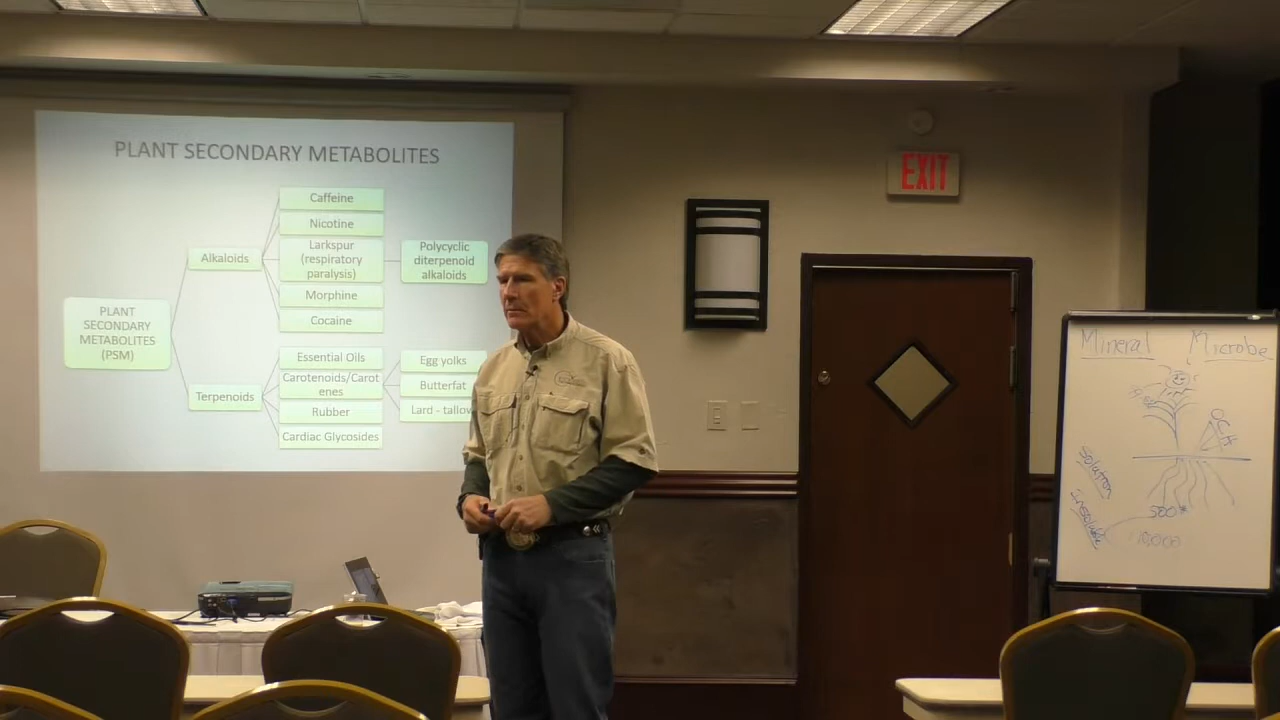 PLANT SECONDARY METABOLITES
PLANT
SECONDARY
METABOLITES
(PSM)
Alkaloids
Caffeine
Nicotine
Larkspur
(respiratory
paralysis)
Morphine
Cocaine
Polycyclic
diterpenoid
alkaloids
Terpenoids
Essential Oils
Carotenoids/Carot
enes
Rubber
Cardiac Glycosides
Egg yolks
Butterfat
Lard - tallow
EXIT
Mineral Microbe
Solution
10,000